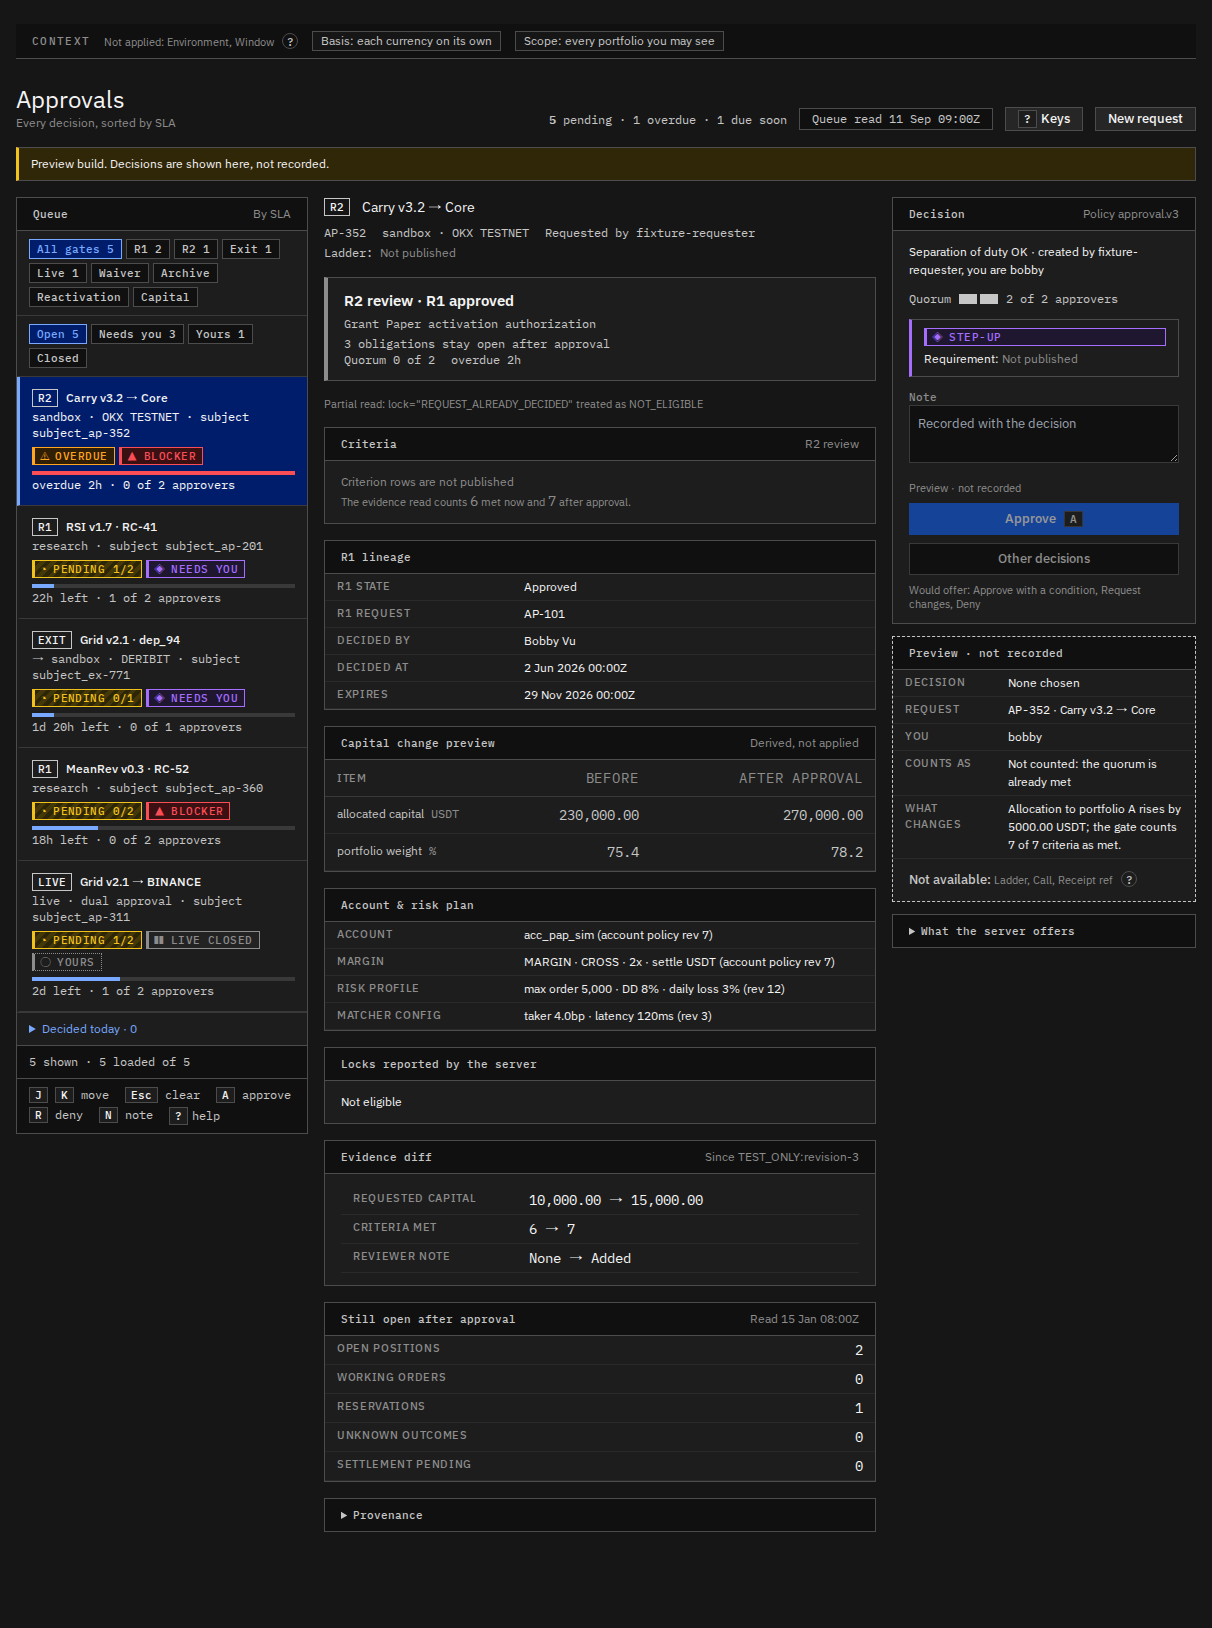 CONTEXT Not applied: Environment, Window ? Basis: each currency on its own Scope: every portfolio you may see
Approvals
Every decision, sorted by SLA
5 pending · 1 overdue · 1 due soon Queue read 11 Sep 09:00Z ? Keys New request
Preview build. Decisions are shown here, not recorded.
Queue By SLA
All gates 5 R1 2 R2 1 Exit 1
Live 1 Waiver Archive
Reactivation Capital
Open 5 Needs you 3 Yours 1
Closed
R2 Carry v3.2 → Core
sandbox · OKX TESTNET · subject
subject_ap-352
⚠ OVERDUE ▲ BLOCKER
overdue 2h · 0 of 2 approvers
R1 RSI v1.7 · RC-41
research · subject subject_ap-201
PENDING 1/2 ◈ NEEDS YOU
22h left · 1 of 2 approvers
EXIT Grid v2.1 · dep_94
→ sandbox · DERIBIT · subject
subject_ex-771
PENDING 0/1 ◈ NEEDS YOU
1d 20h left · 0 of 1 approvers
R1 MeanRev v0.3 · RC-52
research · subject subject_ap-360
PENDING 0/2 ▲ BLOCKER
18h left · 0 of 2 approvers
LIVE Grid v2.1 → BINANCE
live · dual approval · subject
subject_ap-311
PENDING 1/2 LIVE CLOSED
YOURS
2d left · 1 of 2 approvers
▶ Decided today · 0
5 shown · 5 loaded of 5
J K move Esc clear A approve
R deny N note ? help
R2 Carry v3.2 → Core
AP-352 sandbox · OKX TESTNET Requested by fixture-requester
Ladder: Not published
R2 review · R1 approved
Grant Paper activation authorization
3 obligations stay open after approval
Quorum 0 of 2 overdue 2h
Partial read: lock="REQUEST_ALREADY_DECIDED" treated as NOT_ELIGIBLE
Criteria R2 review
Criterion rows are not published
The evidence read counts 6 met now and 7 after approval.
R1 lineage
R1 STATE Approved
R1 REQUEST AP-101
DECIDED BY Bobby Vu
DECIDED AT 2 Jun 2026 00:00Z
EXPIRES 29 Nov 2026 00:00Z
Capital change preview Derived, not applied
ITEM BEFORE AFTER APPROVAL
allocated capital USDT 230,000.00 270,000.00
portfolio weight % 75.4 78.2
Account & risk plan
ACCOUNT acc_pap_sim (account policy rev 7)
MARGIN MARGIN · CROSS · 2x · settle USDT (account policy rev 7)
RISK PROFILE max order 5,000 · DD 8% · daily loss 3% (rev 12)
MATCHER CONFIG taker 4.0bp · latency 120ms (rev 3)
Locks reported by the server
Not eligible
Evidence diff Since TEST_ONLY:revision-3
REQUESTED CAPITAL 10,000.00 → 15,000.00
CRITERIA MET 6 → 7
REVIEWER NOTE None → Added
Still open after approval Read 15 Jan 08:00Z
OPEN POSITIONS 2
WORKING ORDERS 0
RESERVATIONS 1
UNKNOWN OUTCOMES 0
SETTLEMENT PENDING 0
▶ Provenance
Decision Policy approval.v3
Separation of duty OK · created by fixture-
requester, you are bobby
Quorum 2 of 2 approvers
◈ STEP-UP
Requirement: Not published
Note
Recorded with the decision
Preview · not recorded
Approve A
Other decisions
Would offer: Approve with a condition, Request
changes, Deny
Preview · not recorded
DECISION None chosen
REQUEST AP-352 · Carry v3.2 → Core
YOU bobby
COUNTS AS Not counted: the quorum is
already met
WHAT Allocation to portfolio A rises by
CHANGES 5000.00 USDT; the gate counts
7 of 7 criteria as met.
Not available: Ladder, Call, Receipt ref ?
▶ What the server offers